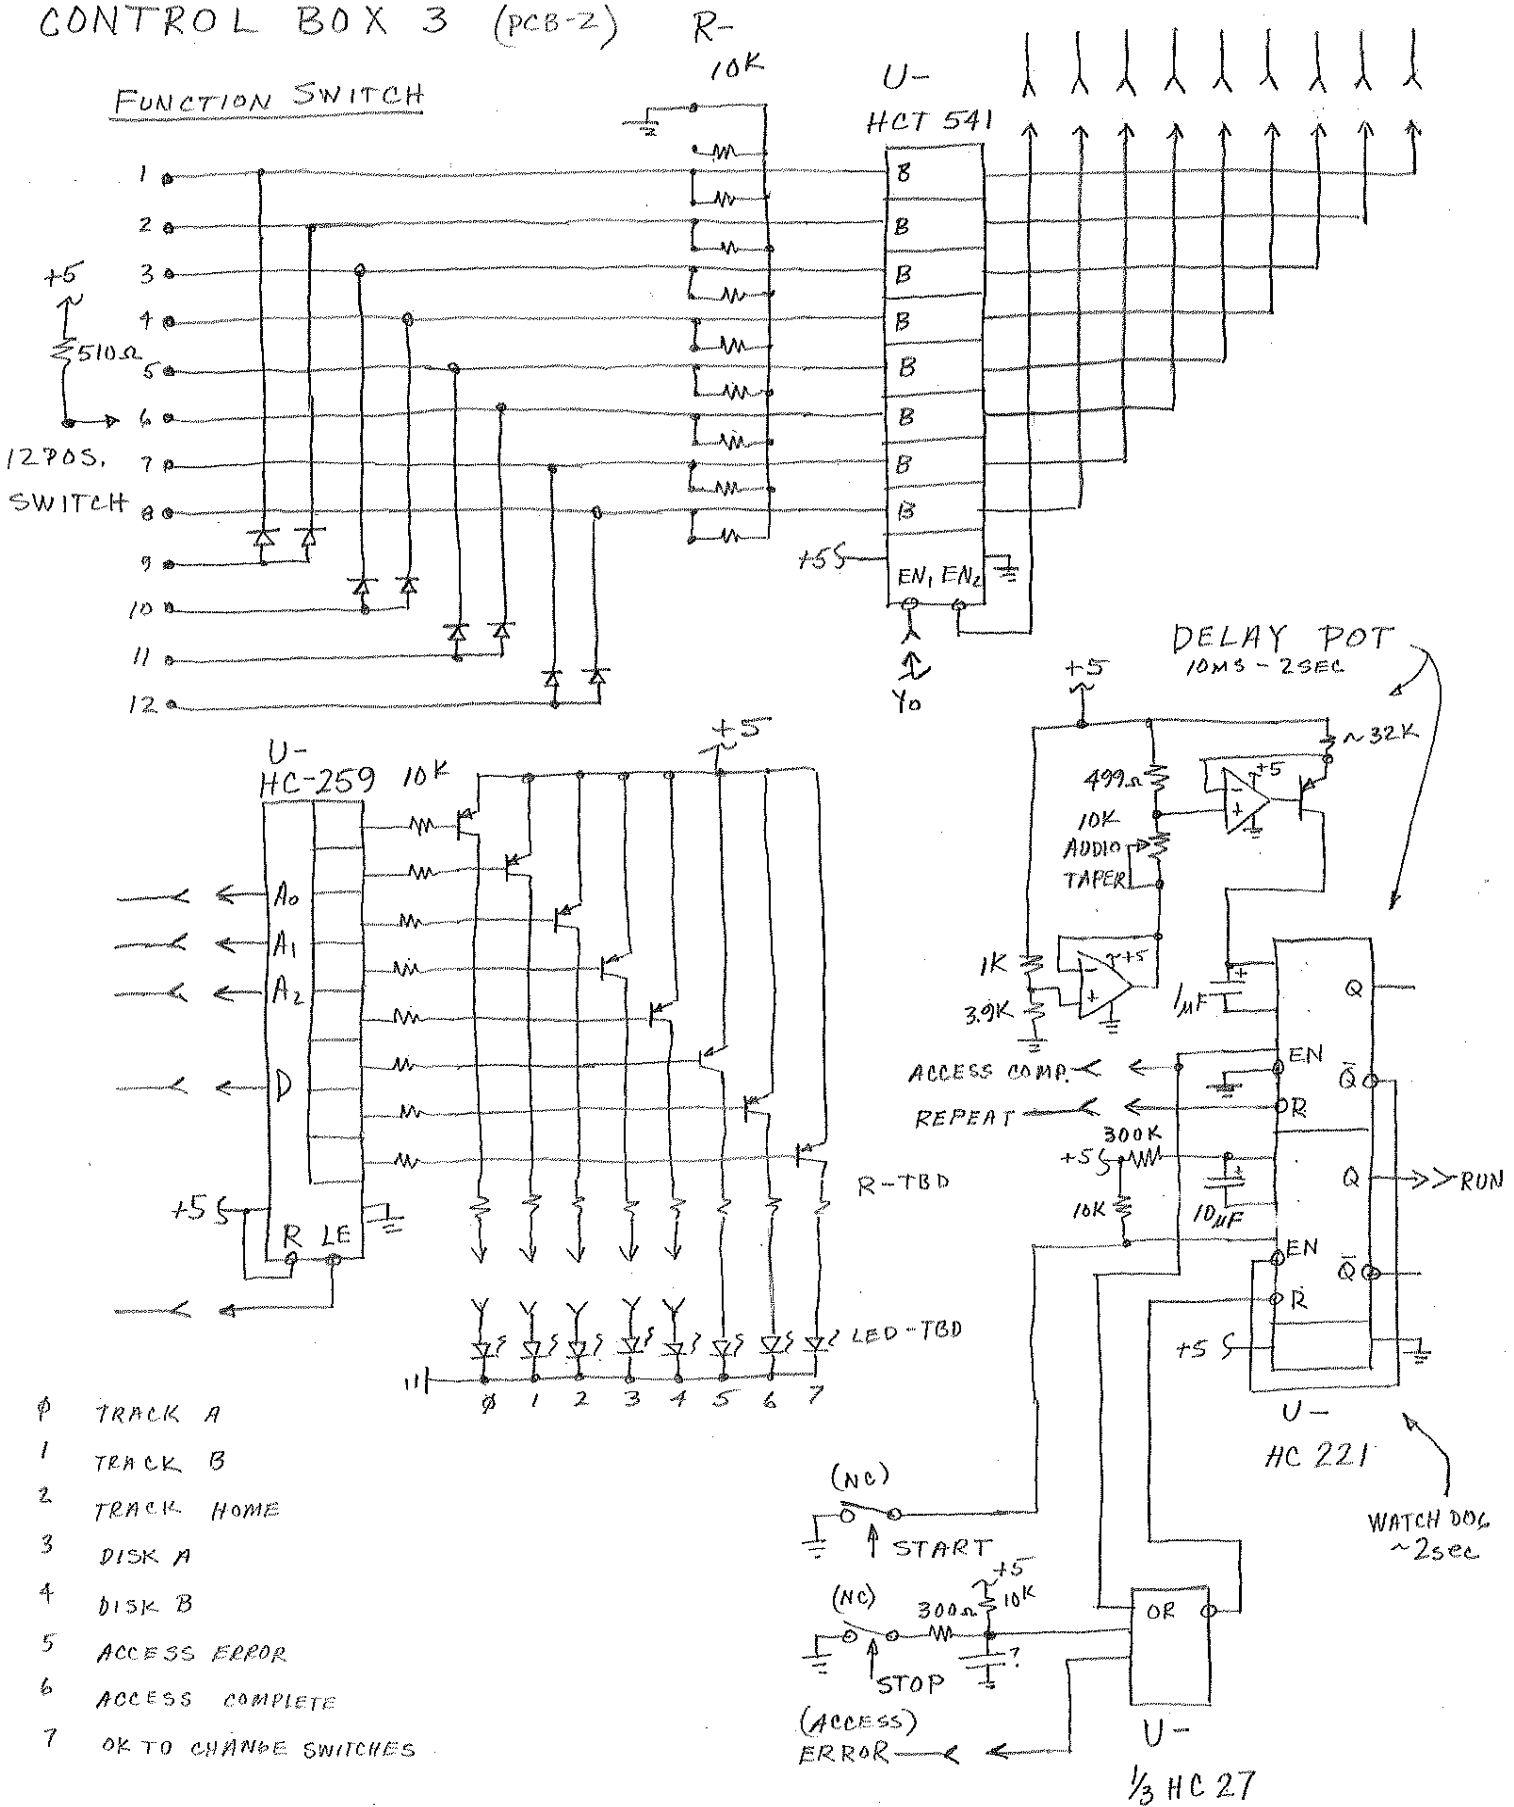 CONTROL BOX 3 (PCB-2)
R-
10K
U-
HCT 541
FUNCTION SWITCH
1
2
3
4
5
6
7
8
9
10
11
12
+5
510Ω
12 POS.
SWITCH
B
B
B
B
B
B
B
B
+5
EN1 EN2
Y0
DELAY POT
10MS - 2SEC
+5
~32K
499Ω
+5
- +
10K
AUDIO
TAPER
1K
3.9K
- +
+5
1µF
+
Q
EN
Q̅
R
ACCESS COMP.
REPEAT
300K
+5
10K
10µF
+
Q
RUN
EN
Q̅
R
+5
U-
HC 221
WATCH DOG
~2sec
U-
HC-259
10K
+5
A0
A1
A2
D
+5
R LE
R-TBD
LED-TBD
0 1 2 3 4 5 6 7
Ø TRACK A
1 TRACK B
2 TRACK HOME
3 DISK A
4 DISK B
5 ACCESS ERROR
6 ACCESS COMPLETE
7 OK TO CHANGE SWITCHES
(NC)
START
+5
(NC)
300Ω
10K
?
STOP
OR
(ACCESS)
ERROR
U-
1/3 HC 27